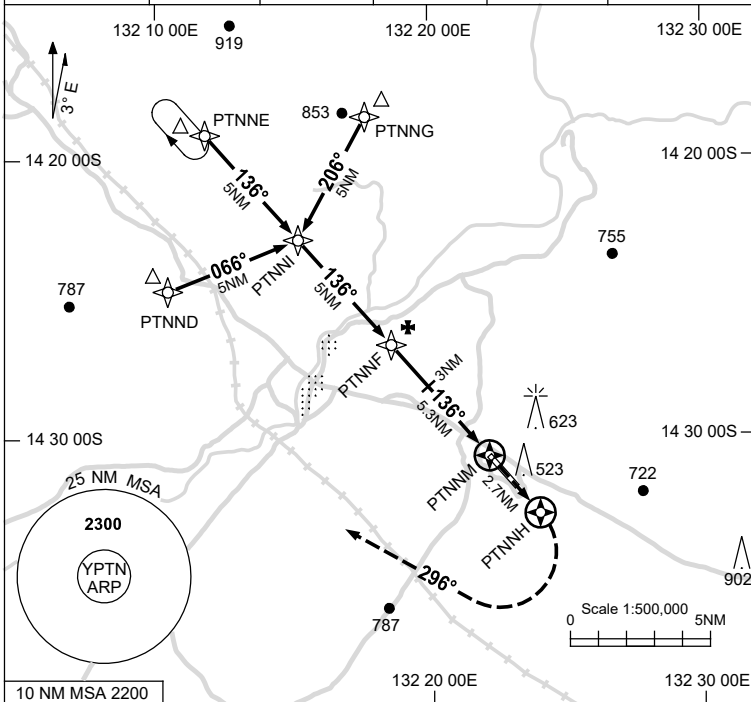 132 10 00E
132 20 00E
132 30 00E
919
3° E
PTNNE
853
PTNNG
14 20 00S
14 20 00S
136°
5NM
206°
5NM
755
066°
5NM
PTNNI
136°
5NM
787
PTNND
PTNNF
3NM
136°
5.3NM
623
14 30 00S
14 30 00S
523
PTNNM
2.7NM
722
25 NM MSA
2300
YPTN
ARP
PTNNH
902
296°
787
Scale 1:500,000
0
5NM
10 NM MSA 2200
132 20 00E
132 30 00E